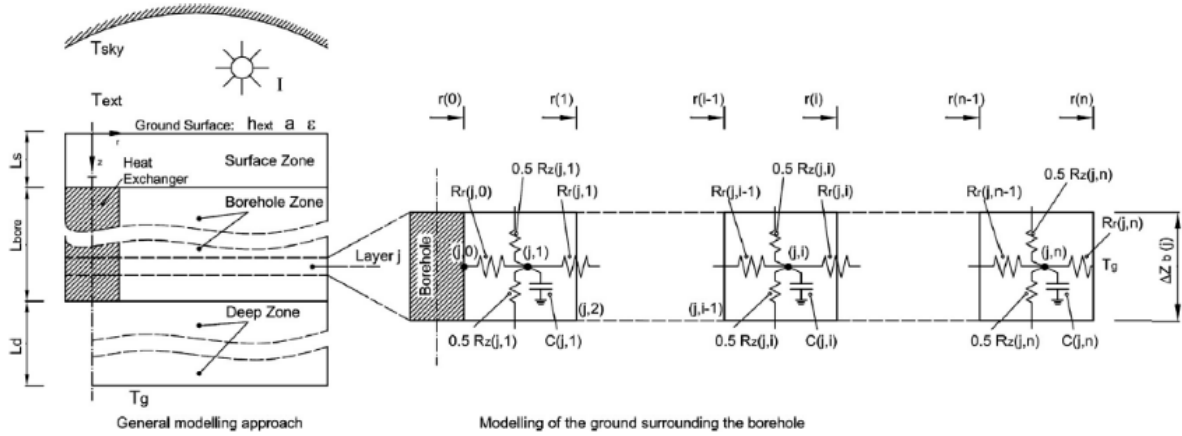 Tsky
I
Text
Ground Surface: hext a ε
r
z
Ls
Heat
Exchanger
Surface Zone
Borehole Zone
Lbore
Layer j
Deep Zone
Ld
Tg
General modelling approach
r(0) r(1) r(i-1) r(i) r(n-1) r(n)
0.5 Rz(j,1) 0.5 Rz(j,i) 0.5 Rz(j,n)
Rr(j,0) Rr(j,1) Rr(j,i-1) Rr(j,i) Rr(j,n-1) Rr(j,n)
Borehole
(j,0) (j,1) (j,i) (j,n) Tg
(j,2) (j,i-1)
ΔZ b (j)
0.5 Rz(j,1) C(j,1) 0.5 Rz(j,i) C(j,i) 0.5 Rz(j,n) C(j,n)
Modelling of the ground surrounding the borehole